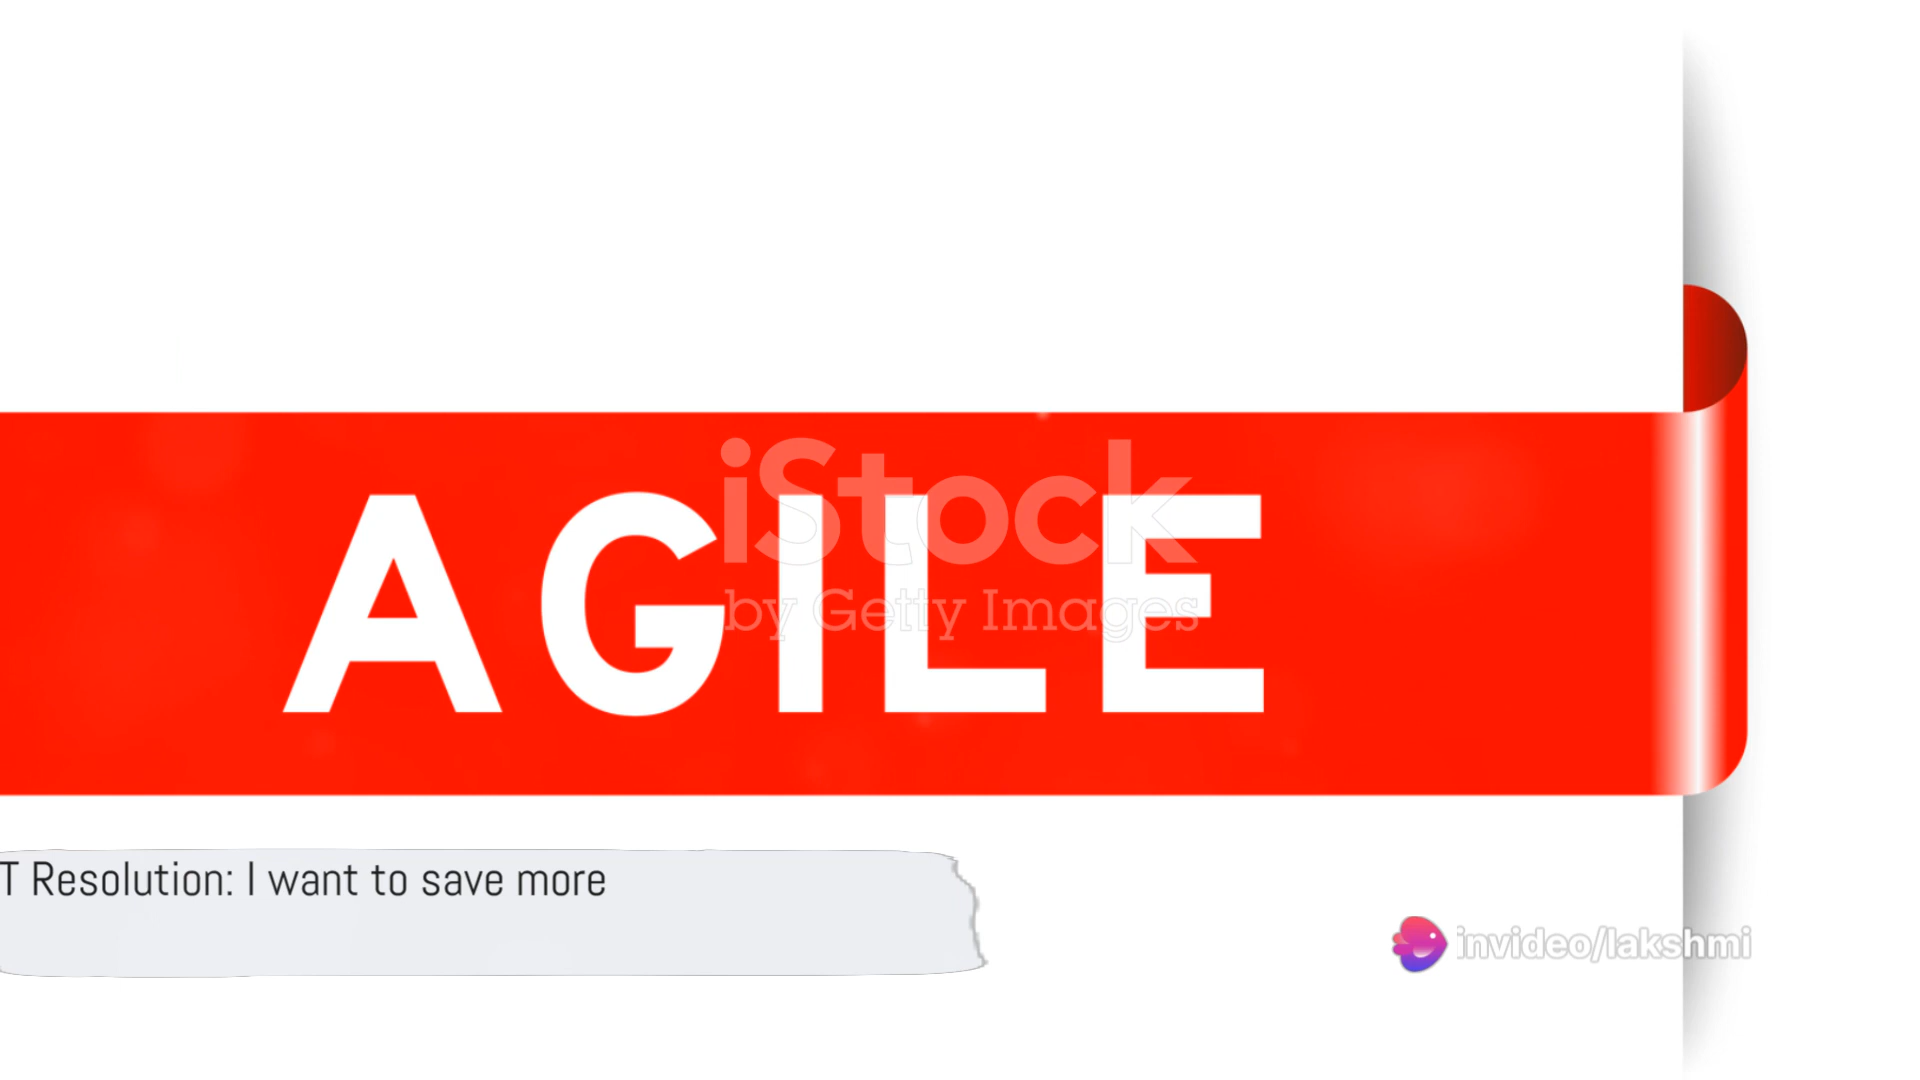 iStock
AGILE
by Getty Images
T Resolution: I want to save more
invideo/lakshmi